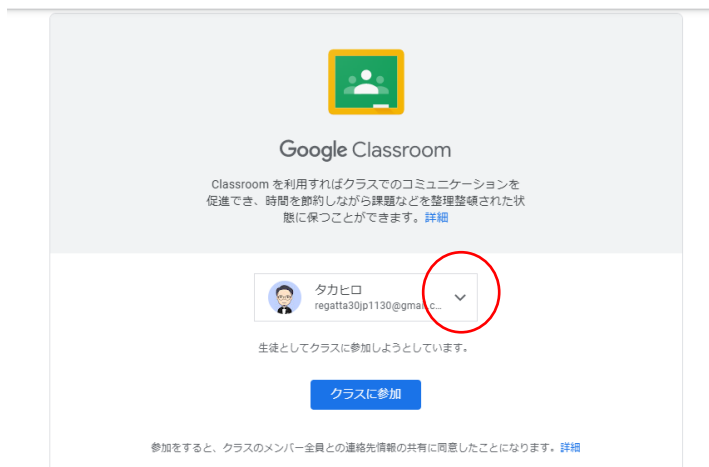 Google Classroom
Classroom を利用すればクラスでのコミュニケーションを
促進でき、時間を節約しながら課題などを整理整頓された状
態に保つことができます。詳細
タカヒロ
regatta30jp1130@gmail.c...
生徒としてクラスに参加しようとしています。
クラスに参加
参加をすると、クラスのメンバー全員との連絡先情報の共有に同意したことになります。詳細